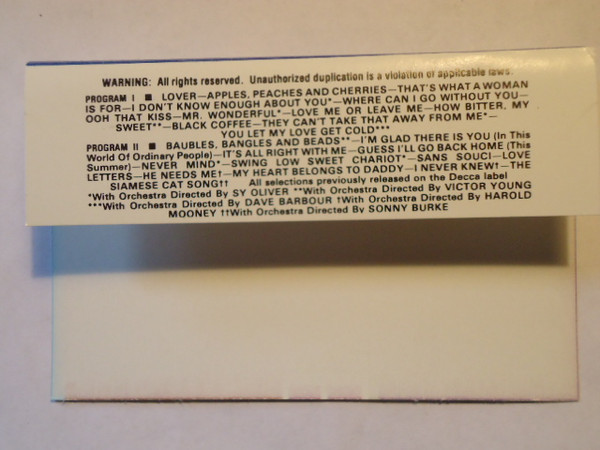 WARNING: All rights reserved. Unauthorized duplication is a violation of applicable laws.
PROGRAM I ■ LOVER—APPLES, PEACHES AND CHERRIES—THAT'S WHAT A WOMAN
IS FOR—I DON'T KNOW ENOUGH ABOUT YOU*—WHERE CAN I GO WITHOUT YOU—
OOH THAT KISS—MR. WONDERFUL*—LOVE ME OR LEAVE ME—HOW BITTER, MY
SWEET**—BLACK COFFEE—THEY CAN'T TAKE THAT AWAY FROM ME*—
YOU LET MY LOVE GET COLD***
PROGRAM II ■ BAUBLES, BANGLES AND BEADS**—I'M GLAD THERE IS YOU (In This
World Of Ordinary People)—IT'S ALL RIGHT WITH ME—GUESS I'LL GO BACK HOME (This
Summer)—NEVER MIND*—SWING LOW SWEET CHARIOT*—SANS SOUCI—LOVE
LETTERS—HE NEEDS ME†—MY HEART BELONGS TO DADDY—I NEVER KNEW†—THE
SIAMESE CAT SONG†† All selections previously released on the Decca label
*With Orchestra Directed By SY OLIVER **With Orchestra Directed By VICTOR YOUNG
***With Orchestra Directed By DAVE BARBOUR †With Orchestra Directed By HAROLD
MOONEY ††With Orchestra Directed By SONNY BURKE